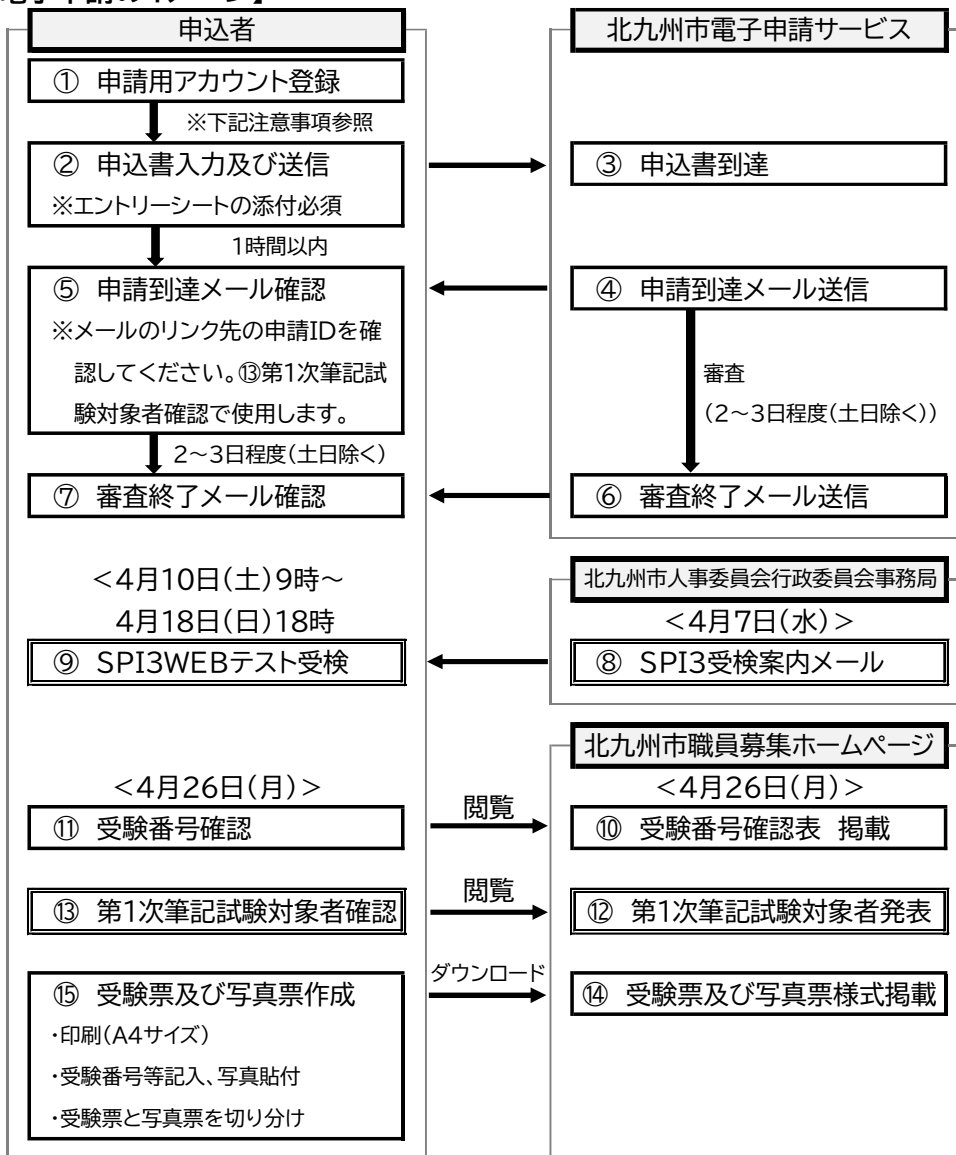 申込者
北九州市電子申請サービス
① 申請用アカウント登録
※下記注意事項参照
② 申込書入力及び送信
※エントリーシートの添付必須
③ 申込書到達
1時間以内
⑤ 申請到達メール確認
※メールのリンク先の申請IDを確
認してください。⑬第1次筆記試
験対象者確認で使用します。
④ 申請到達メール送信
審査
(2~3日程度(土日除く))
2~3日程度(土日除く)
⑦ 審査終了メール確認
⑥ 審査終了メール送信
<4月10日(土)9時~
4月18日(日)18時
⑨ SPI3WEBテスト受検
北九州市人事委員会行政委員会事務局
<4月7日(水)>
⑧ SPI3受検案内メール
北九州市職員募集ホームページ
<4月26日(月)>
⑪ 受験番号確認
閲覧
<4月26日(月)>
⑩ 受験番号確認表 掲載
⑬ 第1次筆記試験対象者確認
閲覧
⑫ 第1次筆記試験対象者発表
⑮ 受験票及び写真票作成
・印刷(A4サイズ)
・受験番号等記入、写真貼付
・受験票と写真票を切り分け
ダウンロード
⑭ 受験票及び写真票様式掲載